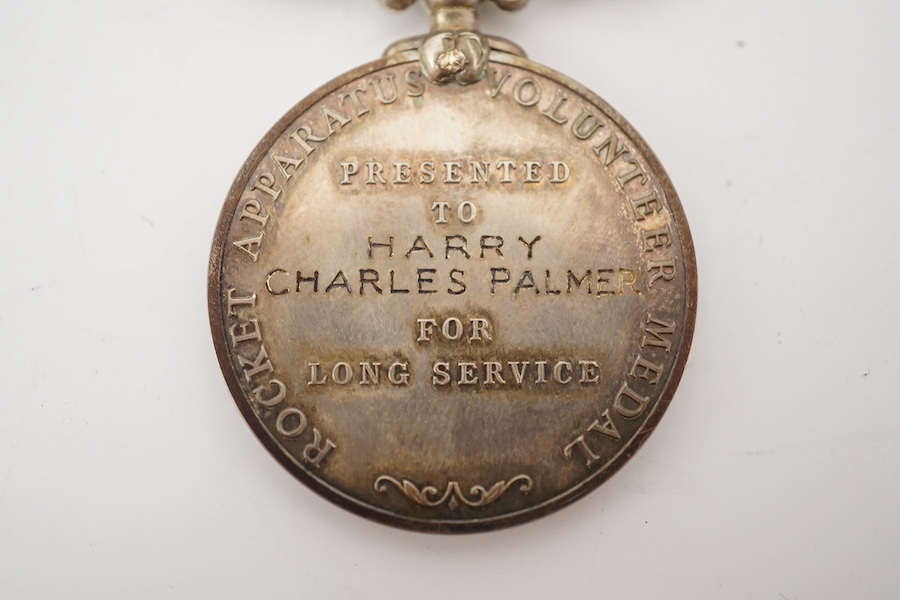 ROCKET APPARATUS VOLUNTEER MEDAL
PRESENTED
TO
HARRY
CHARLES PALMER
FOR
LONG SERVICE